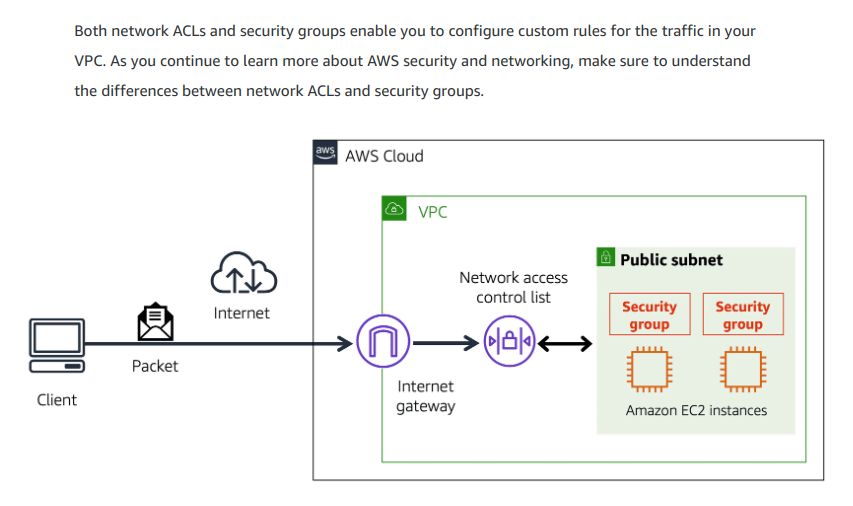 Both network ACLs and security groups enable you to configure custom rules for the traffic in your
VPC. As you continue to learn more about AWS security and networking, make sure to understand
the differences between network ACLs and security groups.
aws
AWS Cloud
VPC
Public subnet
Network access
control list
Security
group
Security
group
Internet
Packet
Internet
gateway
Client
Amazon EC2 instances